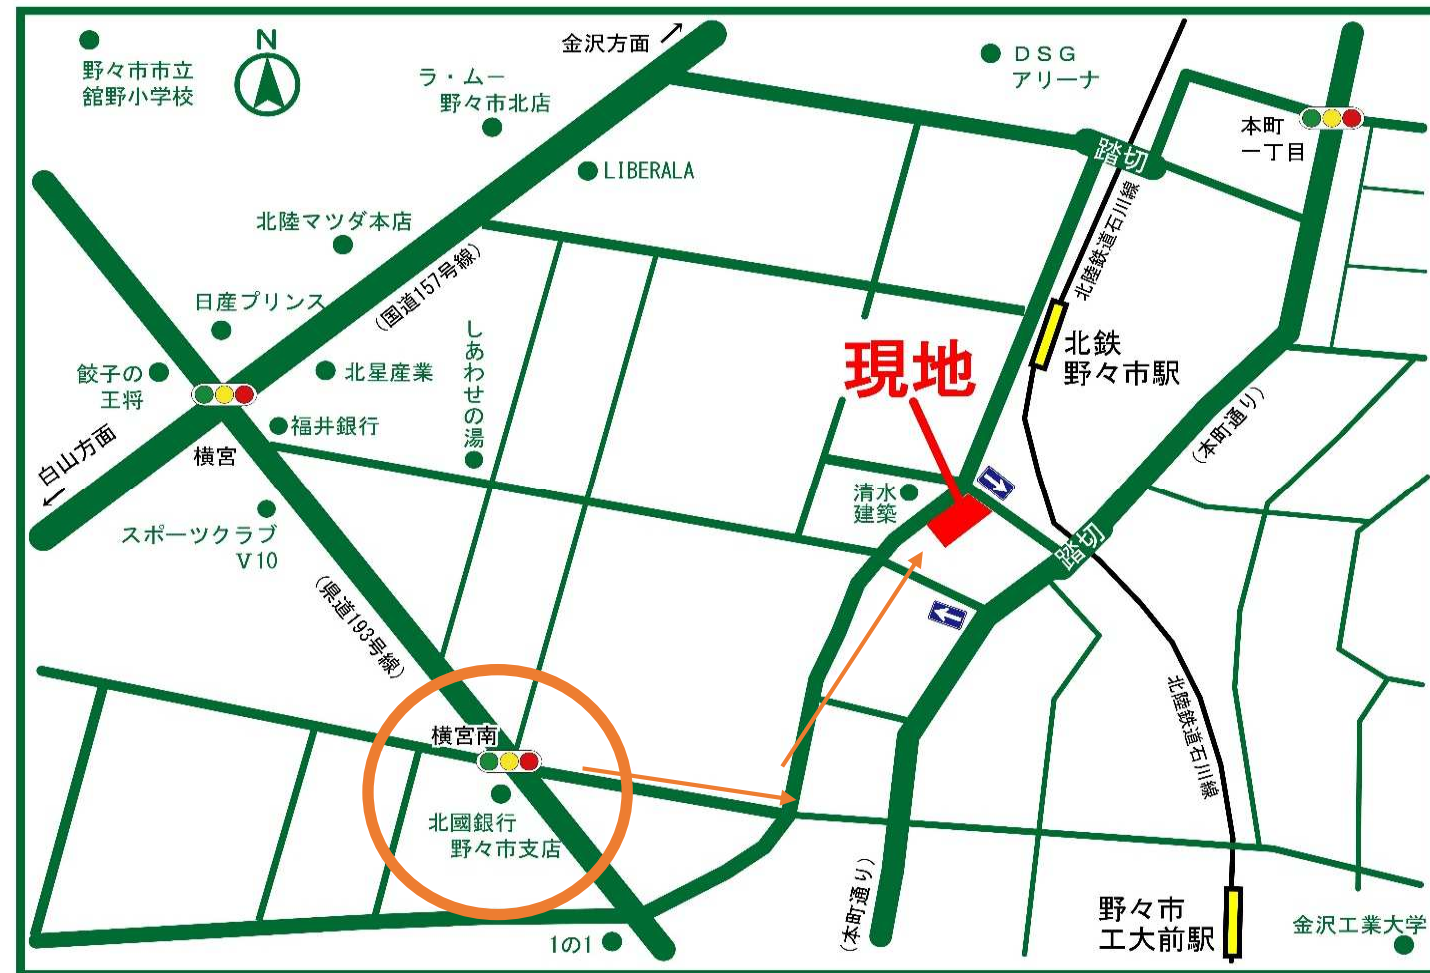 野々市市立
舘野小学校
N
金沢方面
ラ・ムー
野々市北店
DSG
アリーナ
本町
一丁目
踏切
LIBERALA
北陸鉄道石川線
北陸マツダ本店
(国道157号線)
日産プリンス
しあわせの湯
餃子の
王将
北星産業
現地
北鉄
野々市駅
福井銀行
(本町通り)
白山方面
横宮
清水
建築
スポーツクラブ
V10
踏切
(県道193号線)
北陸鉄道石川線
横宮南
北國銀行
野々市支店
(本町通り)
野々市
工大前駅
金沢工業大学
1の1